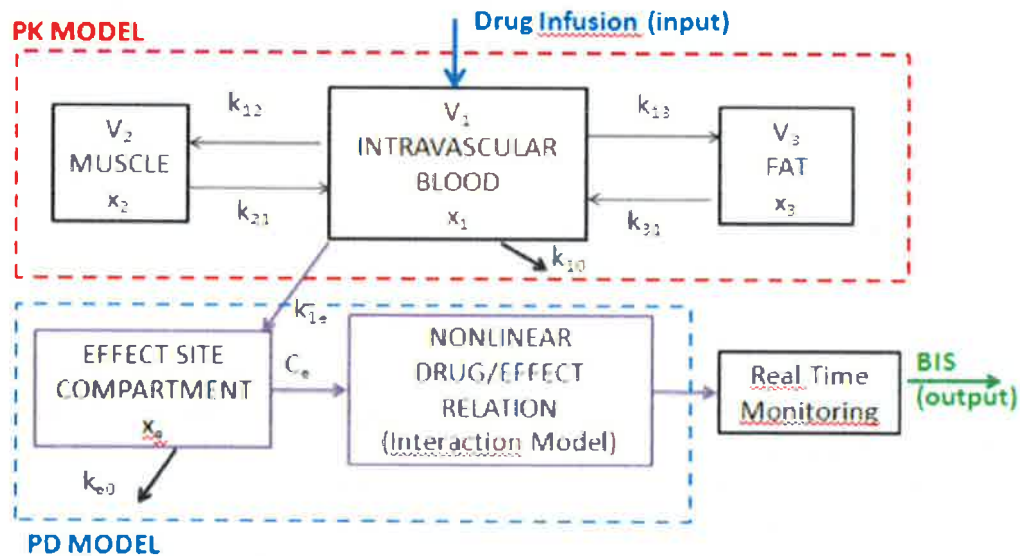 Drug Infusion (input)
PK MODEL
V₂
MUSCLE
x₂
k₁₂
k₂₁
V₁
INTRAVASCULAR
BLOOD
x₁
k₁₃
k₃₁
V₃
FAT
x₃
k₁₀
k₁ₑ
EFFECT SITE
COMPARTMENT
xₑ
Cₑ
NONLINEAR
DRUG/EFFECT
RELATION
(Interaction Model)
Real Time
Monitoring
BIS
(output)
kₑ₀
PD MODEL